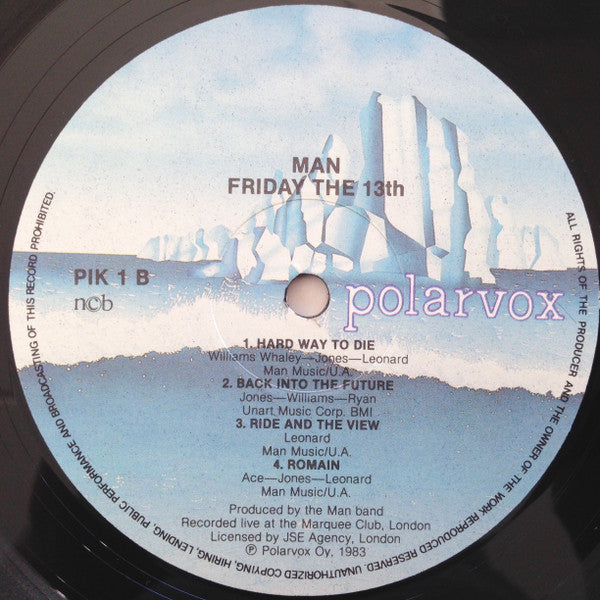 MAN
FRIDAY THE 13th
PIK 1 B
n©b
polarvox
1. HARD WAY TO DIE
Williams Whaley—Jones—Leonard
Man Music/U.A.
2. BACK INTO THE FUTURE
Jones—Williams—Ryan
Unart Music Corp. BMI
3. RIDE AND THE VIEW
Leonard
Man Music/U.A.
4. ROMAIN
Ace—Jones—Leonard
Man Music/U.A.
Produced by the Man band
Recorded live at the Marquee Club, London
Licensed by JSE Agency, London
℗ Polarvox Oy, 1983
ALL RIGHTS OF THE PRODUCER AND THE OWNER OF THE WORK REPRODUCED RESERVED. UNAUTHORIZED COPYING, HIRING, LENDING, PUBLIC PERFORMANCE AND BROADCASTING OF THIS RECORD PROHIBITED.